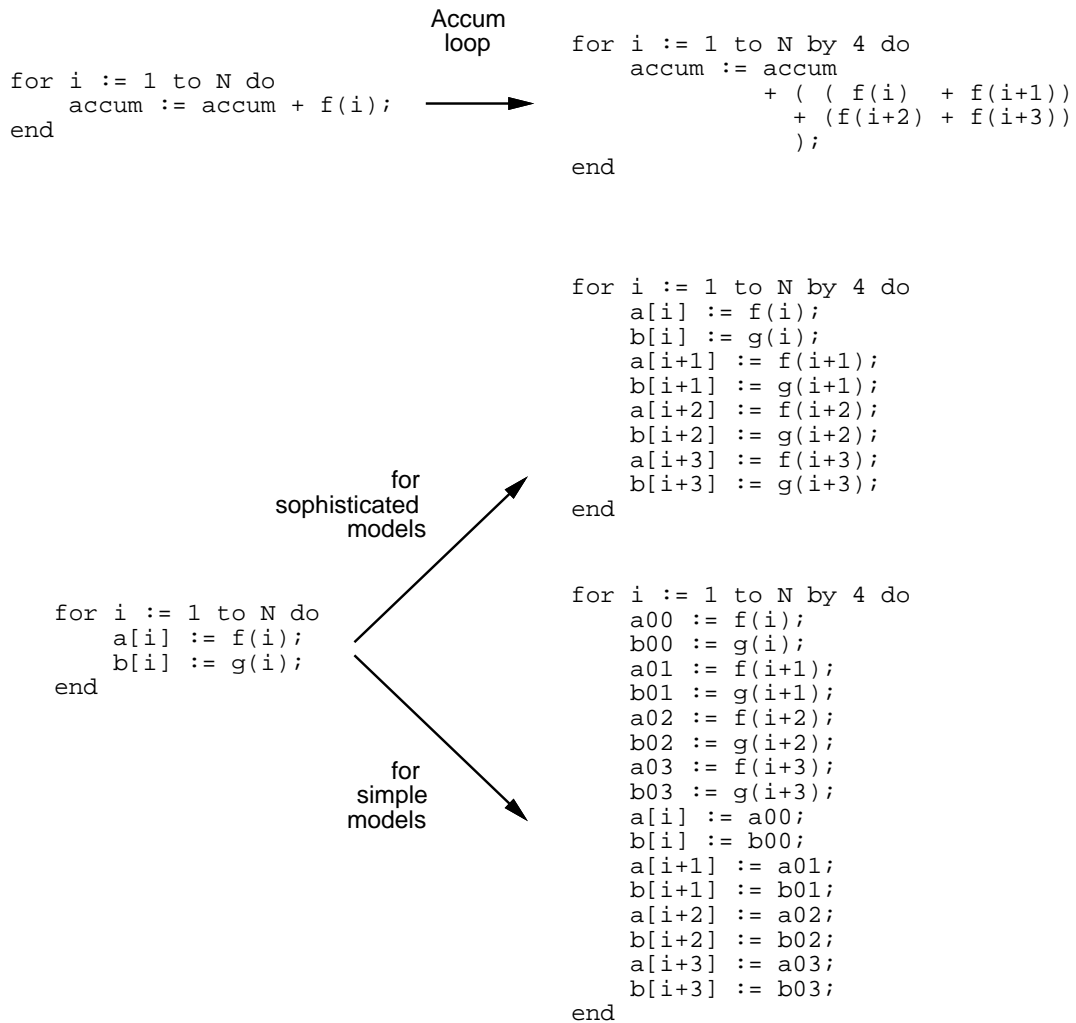 for i := 1 to N do
accum := accum + f(i);
end
Accum
loop
for i := 1 to N by 4 do
accum := accum
+ ( ( f(i) + f(i+1))
+ (f(i+2) + f(i+3))
);
end
for i := 1 to N do
a[i] := f(i);
b[i] := g(i);
end
for
sophisticated
models
for i := 1 to N by 4 do
a[i] := f(i);
b[i] := g(i);
a[i+1] := f(i+1);
b[i+1] := g(i+1);
a[i+2] := f(i+2);
b[i+2] := g(i+2);
a[i+3] := f(i+3);
b[i+3] := g(i+3);
end
for
simple
models
for i := 1 to N by 4 do
a00 := f(i);
b00 := g(i);
a01 := f(i+1);
b01 := g(i+1);
a02 := f(i+2);
b02 := g(i+2);
a03 := f(i+3);
b03 := g(i+3);
a[i] := a00;
b[i] := b00;
a[i+1] := a01;
b[i+1] := b01;
a[i+2] := a02;
b[i+2] := b02;
a[i+3] := a03;
b[i+3] := b03;
end